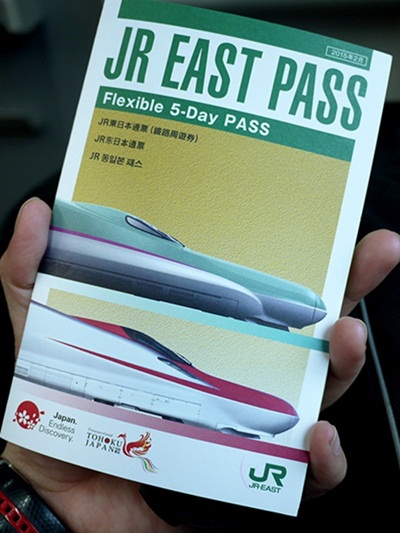 2015年2月
JR EAST PASS
Flexible 5-Day PASS
JR東日本通票 (鐵路周遊券)
JR东日本通票
JR 동일본 패스
Japan.
Endless
Discovery.
TOHOKU
JAPAN
JR
JR-EAST